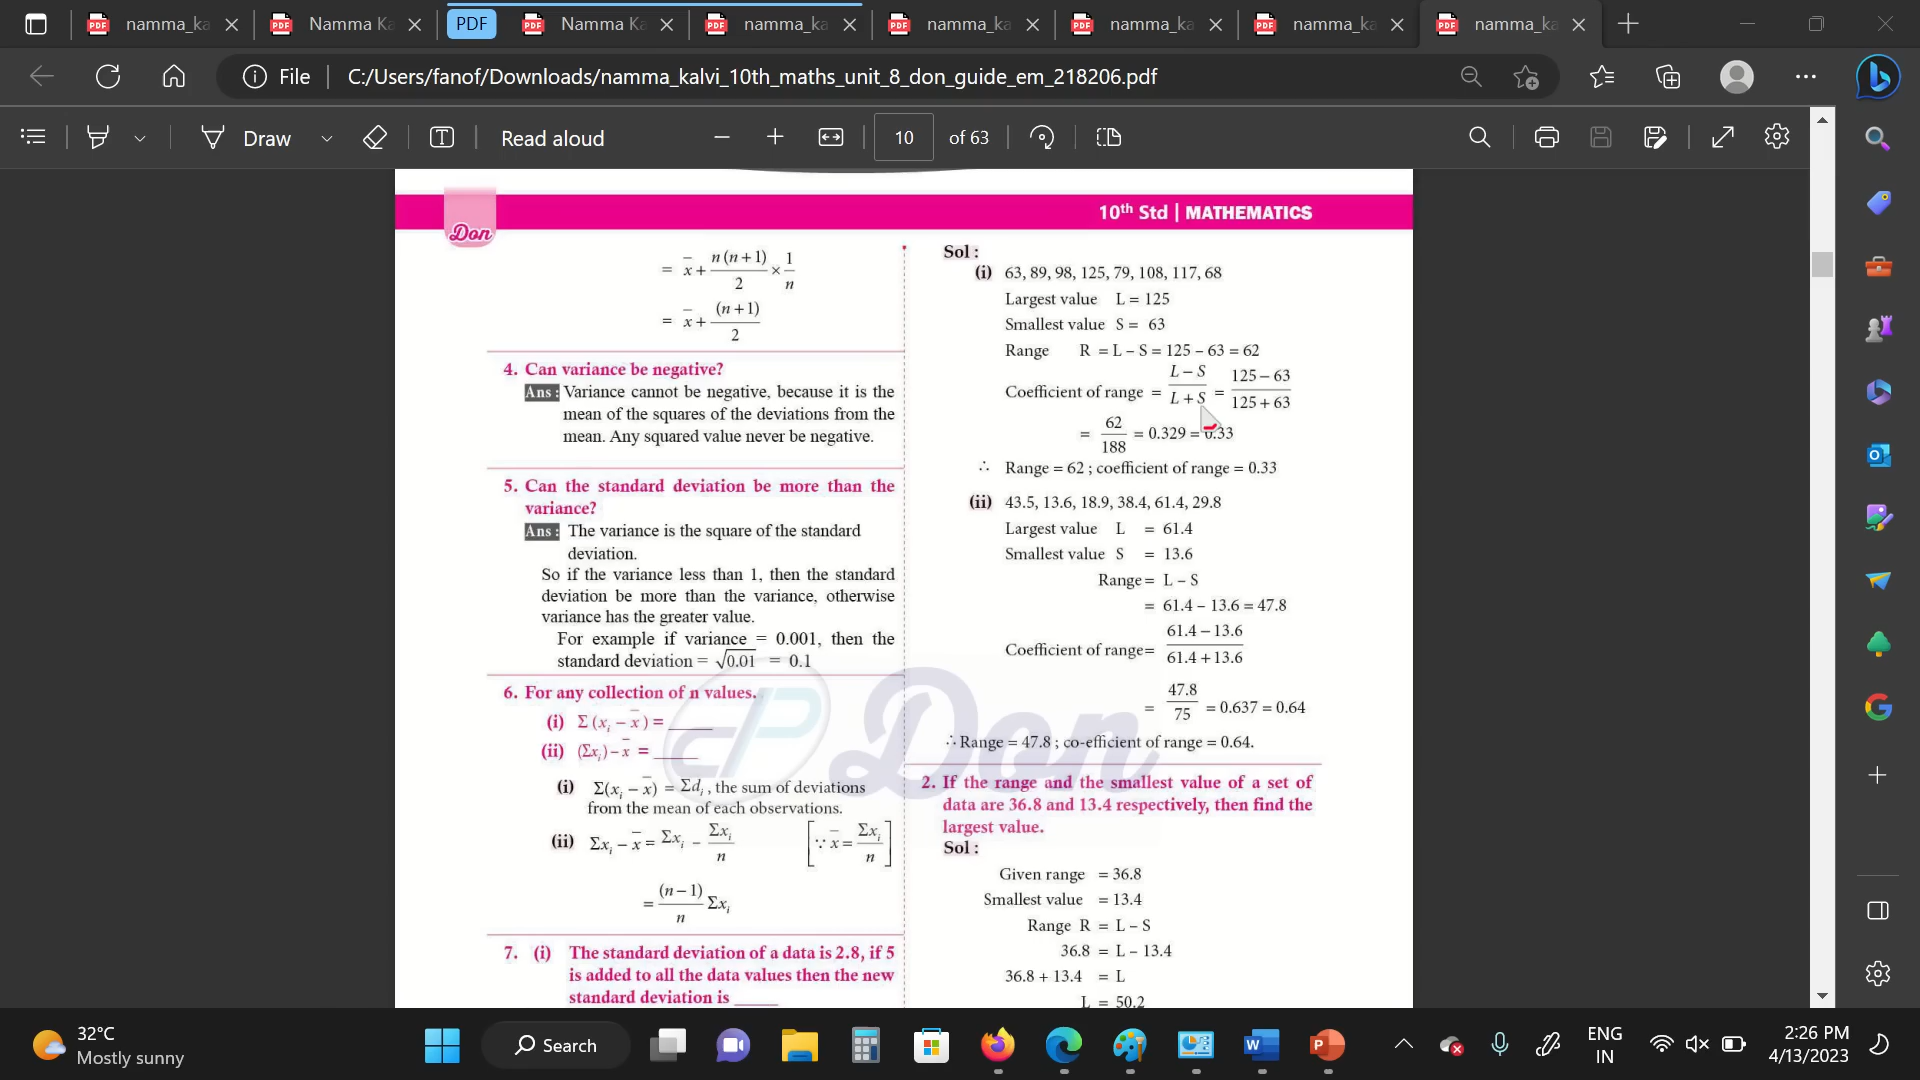 namma_ka
Namma Ka
PDF
Namma Ka
namma_ka
namma_ka
namma_ka
namma_ka
namma_ka
File
C:/Users/fanof/Downloads/namma_kalvi_10th_maths_unit_8_don_guide_em_218206.pdf
Draw
Read aloud
10
of 63
Don
10th Std | MATHEMATICS
= x̄ + n(n+1)/2 × 1/n
= x̄ + (n+1)/2
4. Can variance be negative?
Ans: Variance cannot be negative, because it is the
mean of the squares of the deviations from the
mean. Any squared value never be negative.
5. Can the standard deviation be more than the
variance?
Ans: The variance is the square of the standard
deviation.
So if the variance less than 1, then the standard
deviation be more than the variance, otherwise
variance has the greater value.
For example if variance = 0.001, then the
standard deviation = √0.01 = 0.1
6. For any collection of n values.
(i) Σ (xᵢ – x̄) = _____
(ii) (Σxᵢ) – x̄ = _____
(i) Σ(xᵢ – x̄) = Σdᵢ, the sum of deviations
from the mean of each observations.
(ii) Σxᵢ – x̄ = Σxᵢ – Σxᵢ/n [∵ x̄ = Σxᵢ/n]
= (n–1)/n Σxᵢ
7. (i) The standard deviation of a data is 2.8, if 5
is added to all the data values then the new
standard deviation is _____
Sol :
(i) 63, 89, 98, 125, 79, 108, 117, 68
Largest value L = 125
Smallest value S = 63
Range R = L – S = 125 – 63 = 62
Coefficient of range = L – S/L + S = 125 – 63/125 + 63
= 62/188 = 0.329 = 0.33
∴ Range = 62 ; coefficient of range = 0.33
(ii) 43.5, 13.6, 18.9, 38.4, 61.4, 29.8
Largest value L = 61.4
Smallest value S = 13.6
Range = L – S
= 61.4 – 13.6 = 47.8
Coefficient of range = 61.4 – 13.6/61.4 + 13.6
= 47.8/75 = 0.637 = 0.64
∴ Range = 47.8 ; co-efficient of range = 0.64.
2. If the range and the smallest value of a set of
data are 36.8 and 13.4 respectively, then find the
largest value.
Sol :
Given range = 36.8
Smallest value = 13.4
Range R = L – S
36.8 = L – 13.4
36.8 + 13.4 = L
L = 50.2
Don
32°C
Mostly sunny
Search
ENG
IN
2:26 PM
4/13/2023